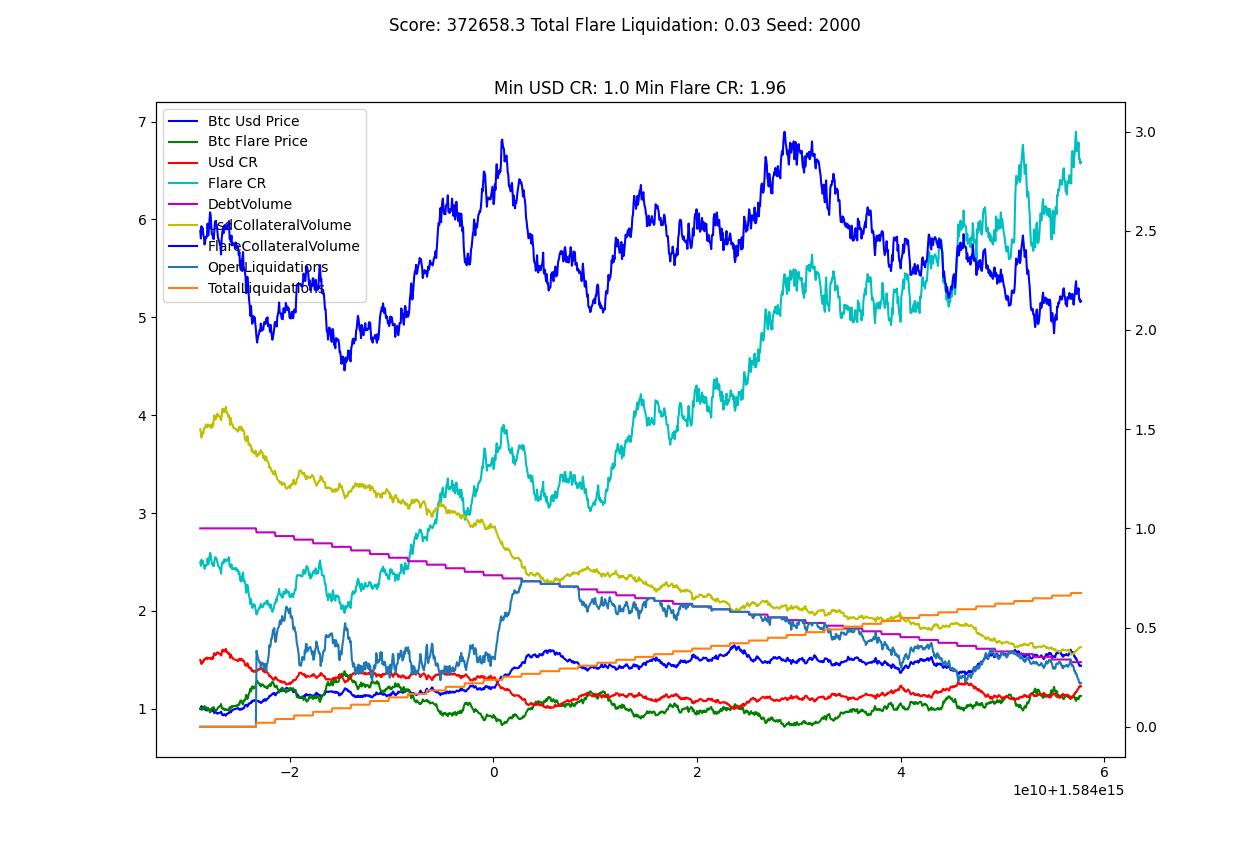 Score: 372658.3 Total Flare Liquidation: 0.03 Seed: 2000
Min USD CR: 1.0 Min Flare CR: 1.96
Btc Usd Price
Btc Flare Price
Usd CR
Flare CR
DebtVolume
UsdCollateralVolume
FlareCollateralVolume
OpenLiquidations
TotalLiquidations
7
6
5
4
3
2
1
3.0
2.5
2.0
1.5
1.0
0.5
0.0
−2
0
2
4
6
1e10+1.584e15